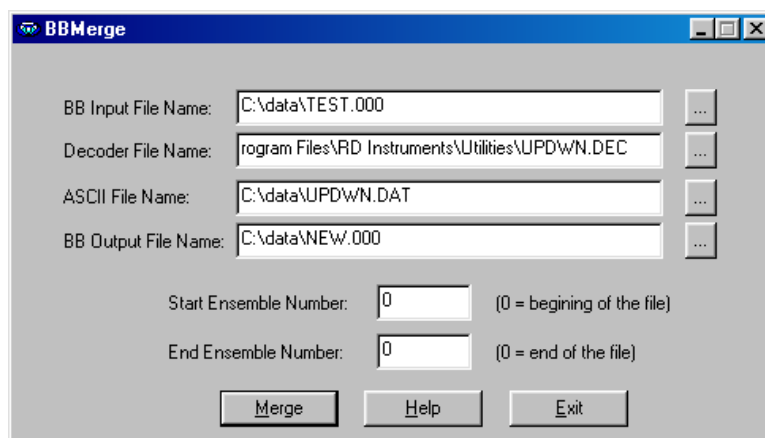 BBMerge
BB Input File Name: C:\data\TEST.000 ...
Decoder File Name: rogram Files\RD Instruments\Utilities\UPDWN.DEC ...
ASCII File Name: C:\data\UPDWN.DAT ...
BB Output File Name: C:\data\NEW.000 ...
Start Ensemble Number: 0 (0 = begining of the file)
End Ensemble Number: 0 (0 = end of the file)
Merge Help Exit